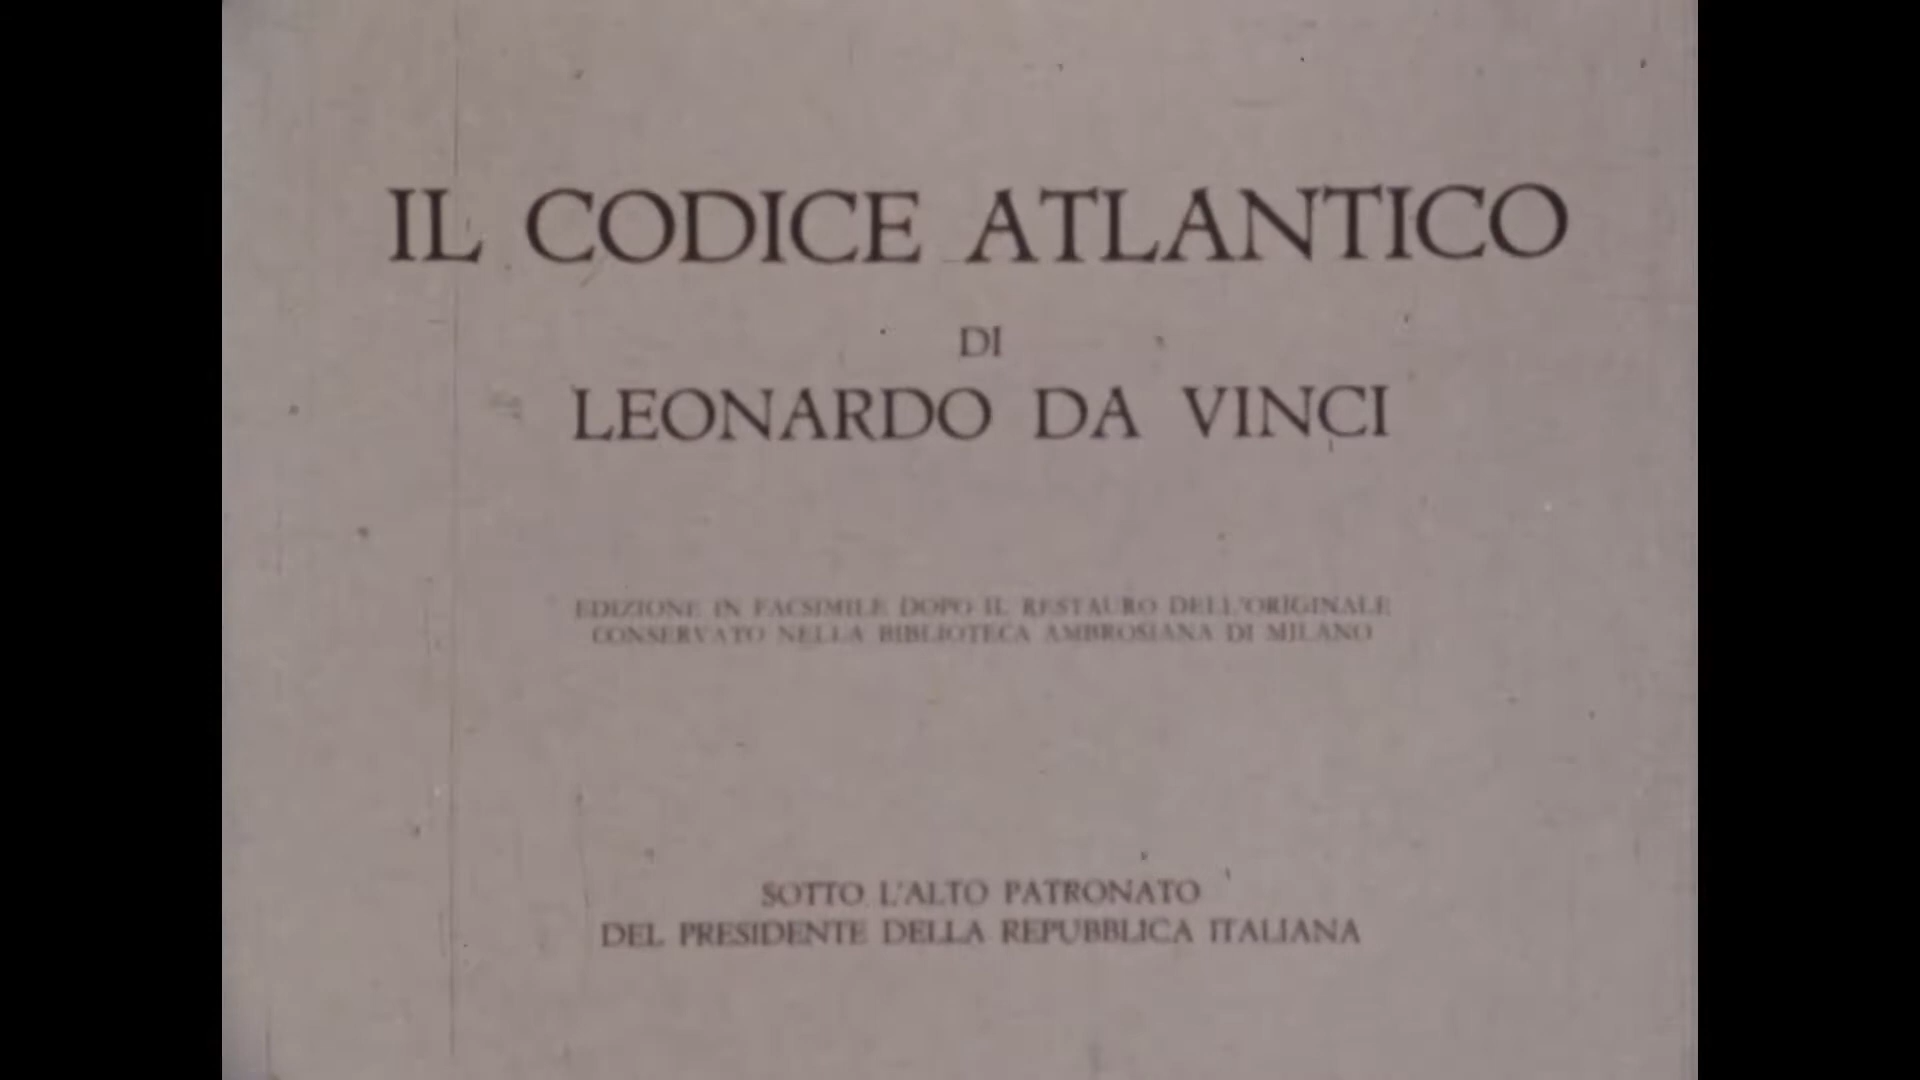 IL CODICE ATLANTICO
DI
LEONARDO DA VINCI
EDIZIONE IN FACSIMILE DOPO IL RESTAURO DELL'ORIGINALE
CONSERVATO NELLA BIBLIOTECA AMBROSIANA DI MILANO
SOTTO L'ALTO PATRONATO
DEL PRESIDENTE DELLA REPUBBLICA ITALIANA